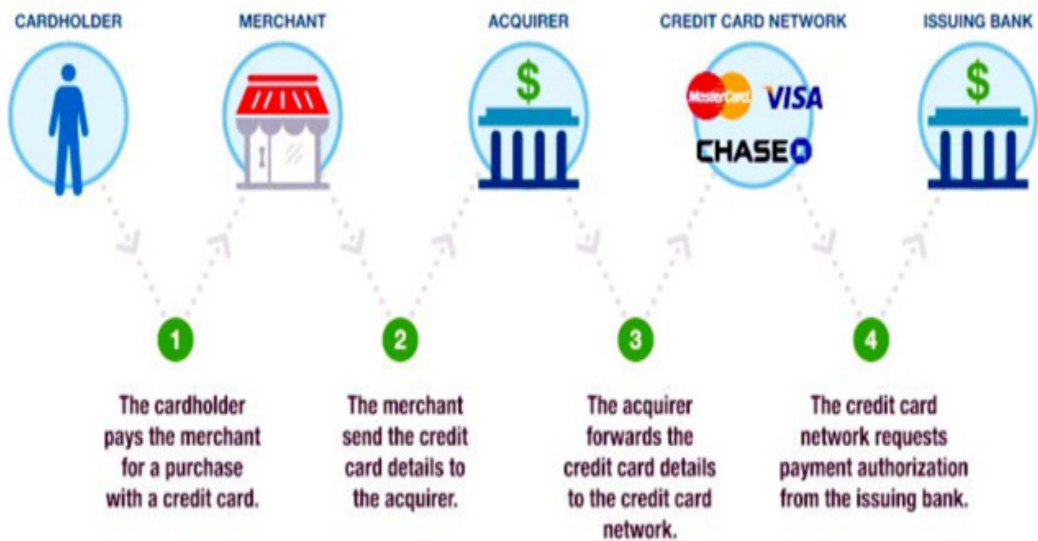 CARDHOLDER
MERCHANT
ACQUIRER
CREDIT CARD NETWORK
ISSUING BANK
$
MasterCard
VISA
CHASE
$
1
2
3
4
The cardholder
pays the merchant
for a purchase
with a credit card.
The merchant
send the credit
card details to
the acquirer.
The acquirer
forwards the
credit card details
to the credit card
network.
The credit card
network requests
payment authorization
from the issuing bank.